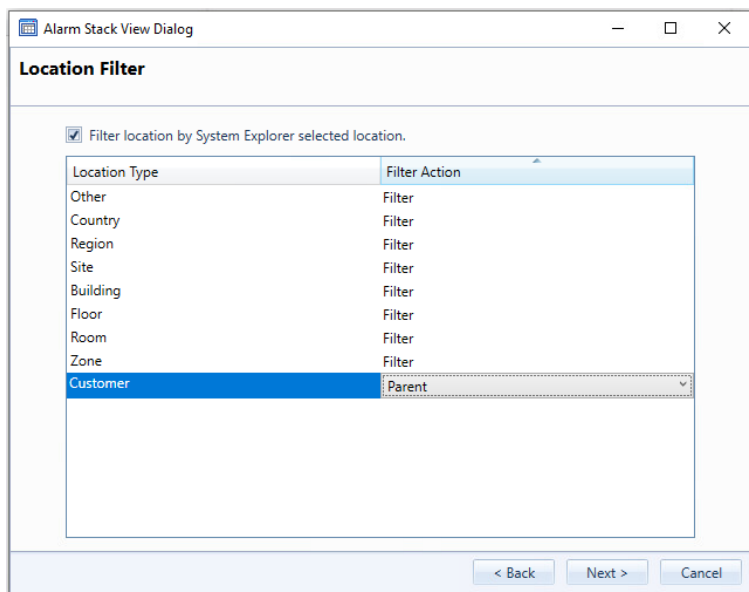 Alarm Stack View Dialog
Location Filter
Filter location by System Explorer selected location.
Location Type Filter Action
Other Filter
Country Filter
Region Filter
Site Filter
Building Filter
Floor Filter
Room Filter
Zone Filter
Customer Parent
< Back Next > Cancel